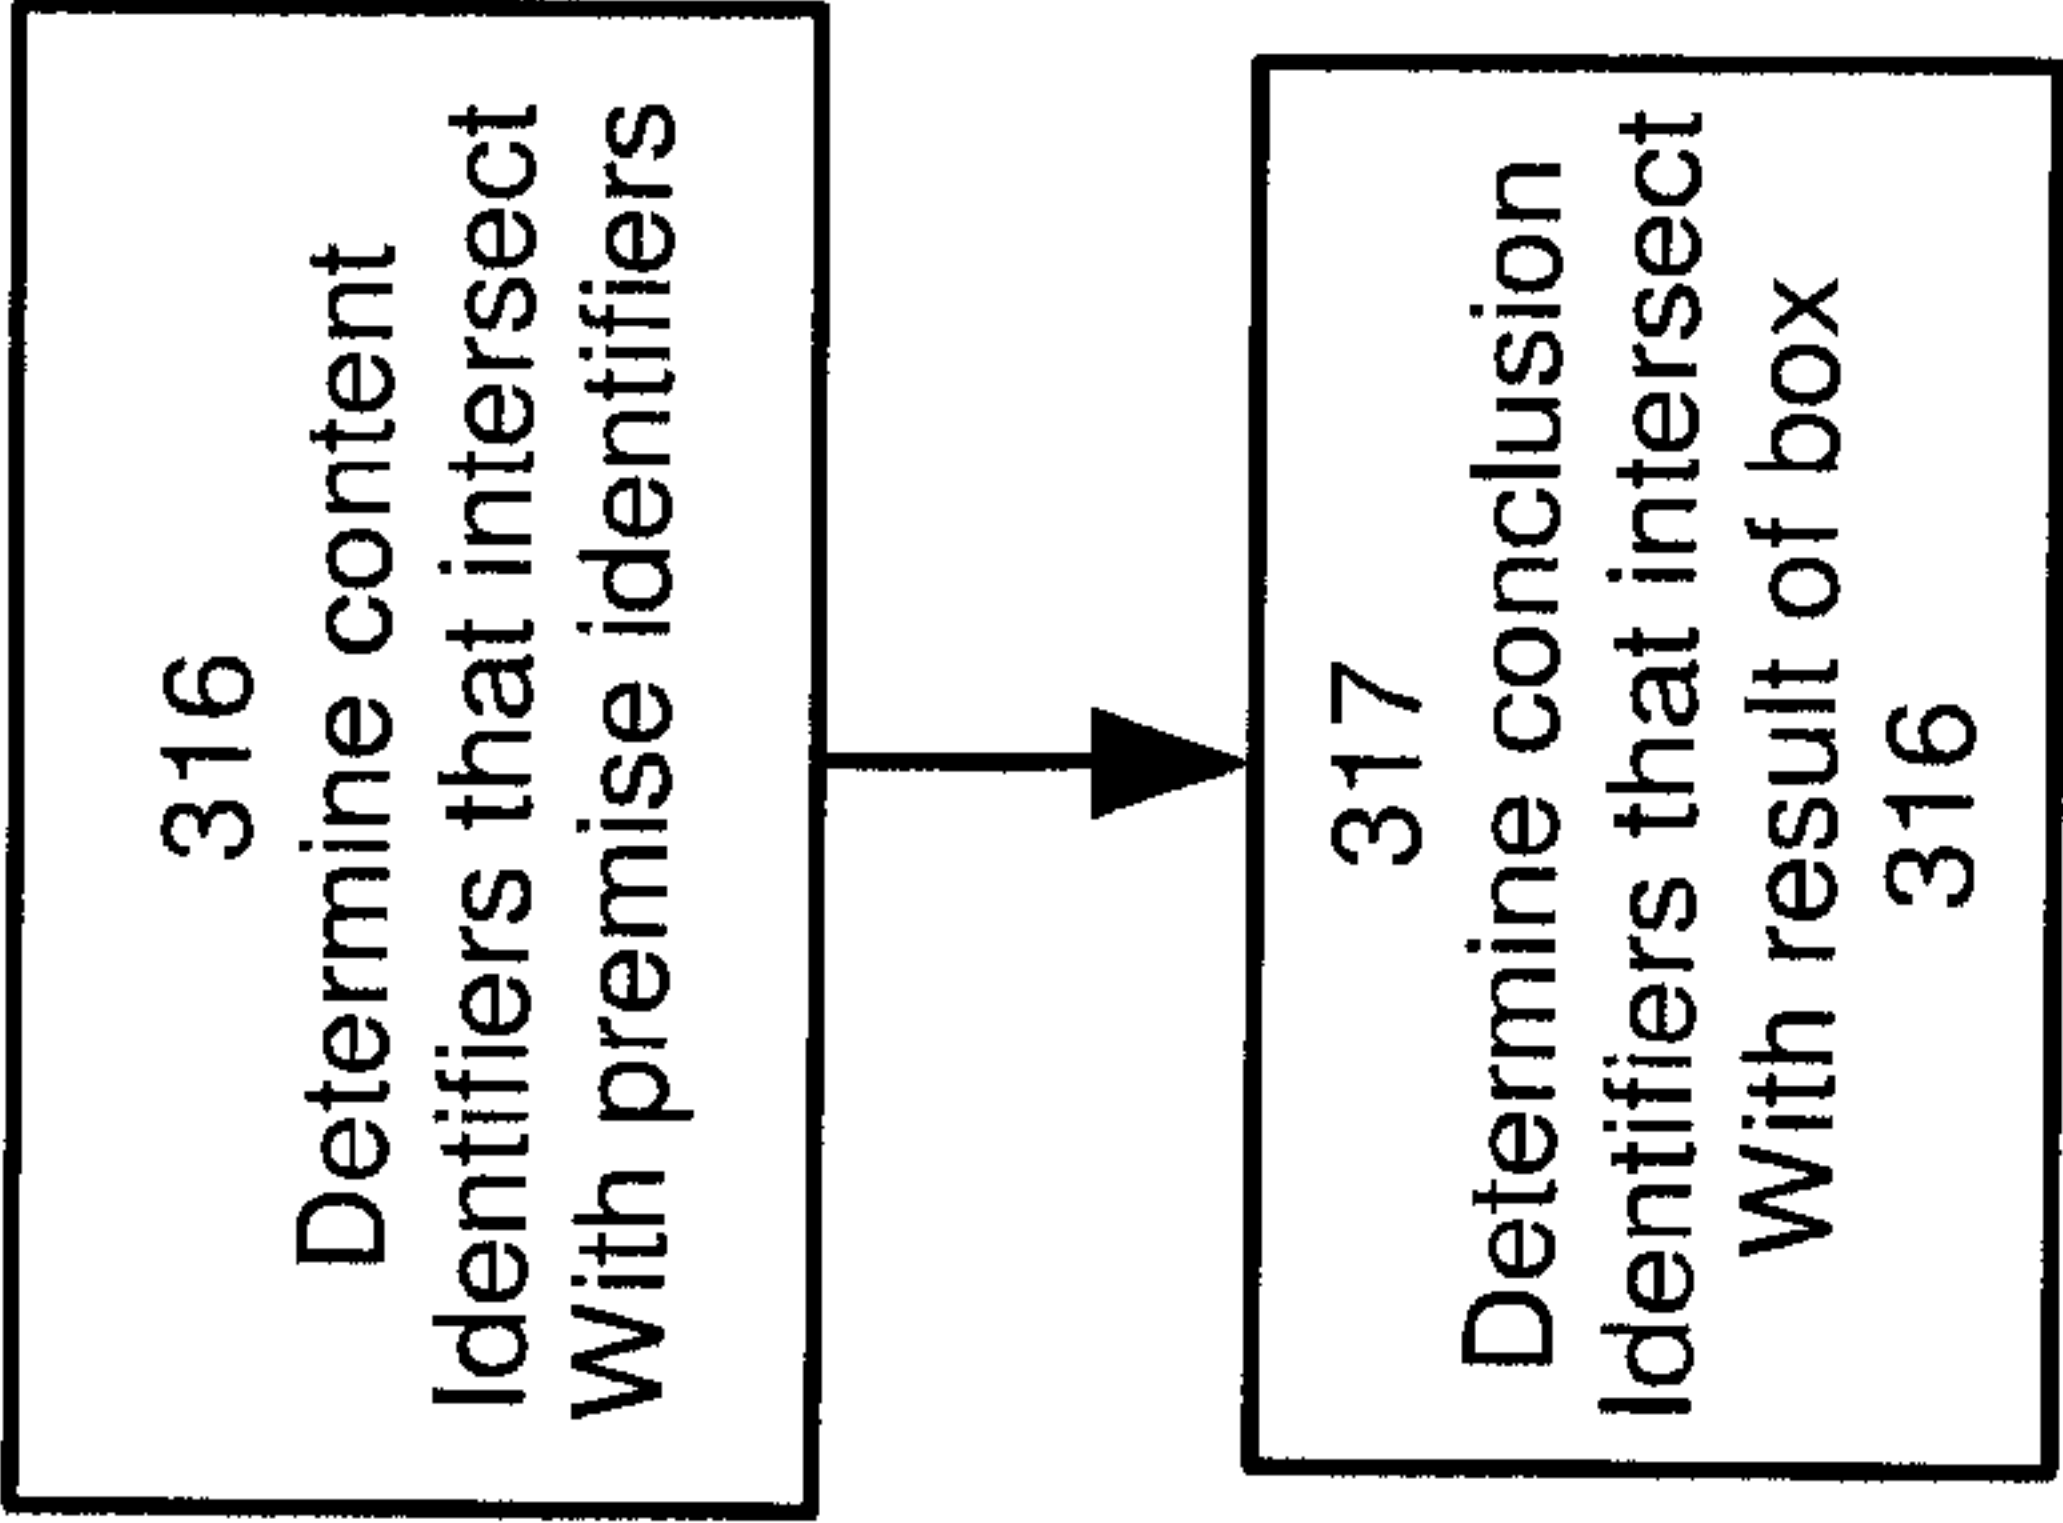 316
Determine content
Identifiers that intersect
With premise identifiers
317
Determine conclusion
Identifiers that intersect
With result of box
316